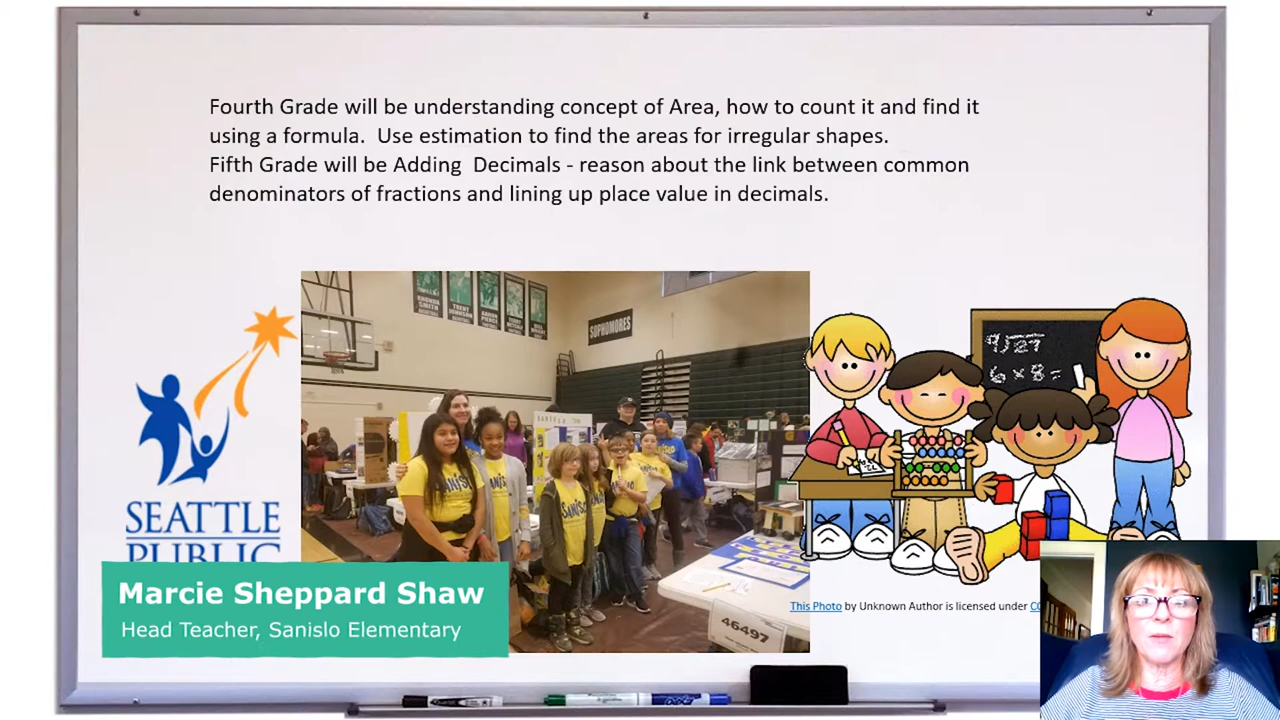 Fourth Grade will be understanding concept of Area, how to count it and find it
using a formula.  Use estimation to find the areas for irregular shapes.
Fifth Grade will be Adding  Decimals - reason about the link between common
denominators of fractions and lining up place value in decimals.
SOPHOMORES
SEATTLE
PUBLIC
Marcie Sheppard Shaw
Head Teacher, Sanislo Elementary
46497
6 × 8 =
This Photo by Unknown Author is licensed under